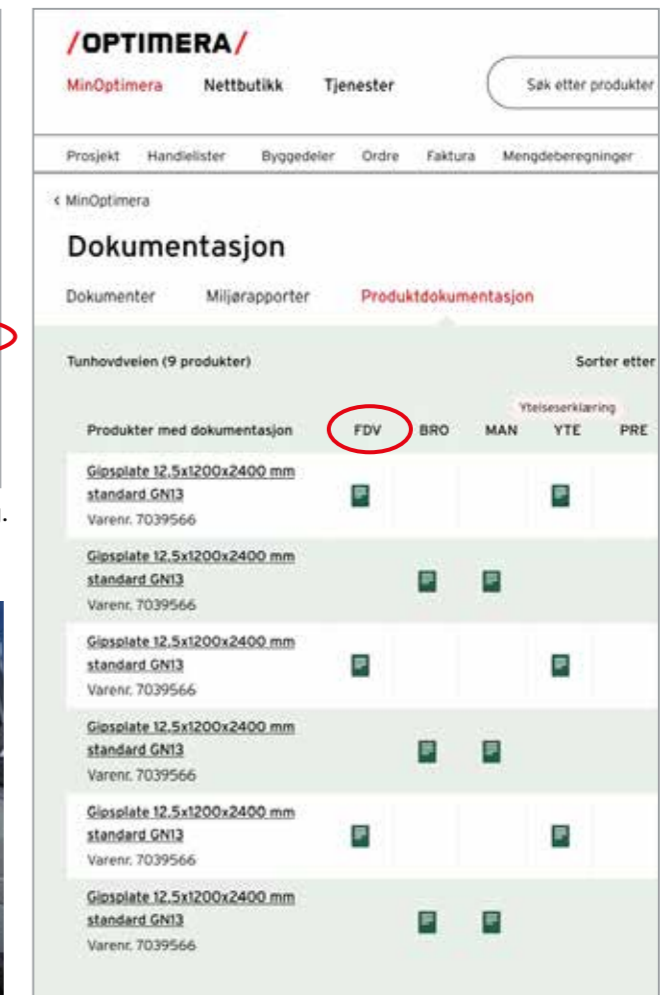 /OPTIMERA/
MinOptimera Nettbutikk Tjenester Søk etter produkter
Prosjekt Handlelister Byggedeler Ordre Faktura Mengdeberegninger
< MinOptimera
Dokumentasjon
Dokumenter Miljørapporter Produktdokumentasjon
Tunhovdveien (9 produkter) Sorter etter
Ytelseserklæring
Produkter med dokumentasjon FDV BRO MAN YTE PRE
Gipsplate 12,5x1200x2400 mm
standard GN13
Varenr. 7039566
Gipsplate 12,5x1200x2400 mm
standard GN13
Varenr. 7039566
Gipsplate 12,5x1200x2400 mm
standard GN13
Varenr. 7039566
Gipsplate 12,5x1200x2400 mm
standard GN13
Varenr. 7039566
Gipsplate 12,5x1200x2400 mm
standard GN13
Varenr. 7039566
Gipsplate 12,5x1200x2400 mm
standard GN13
Varenr. 7039566